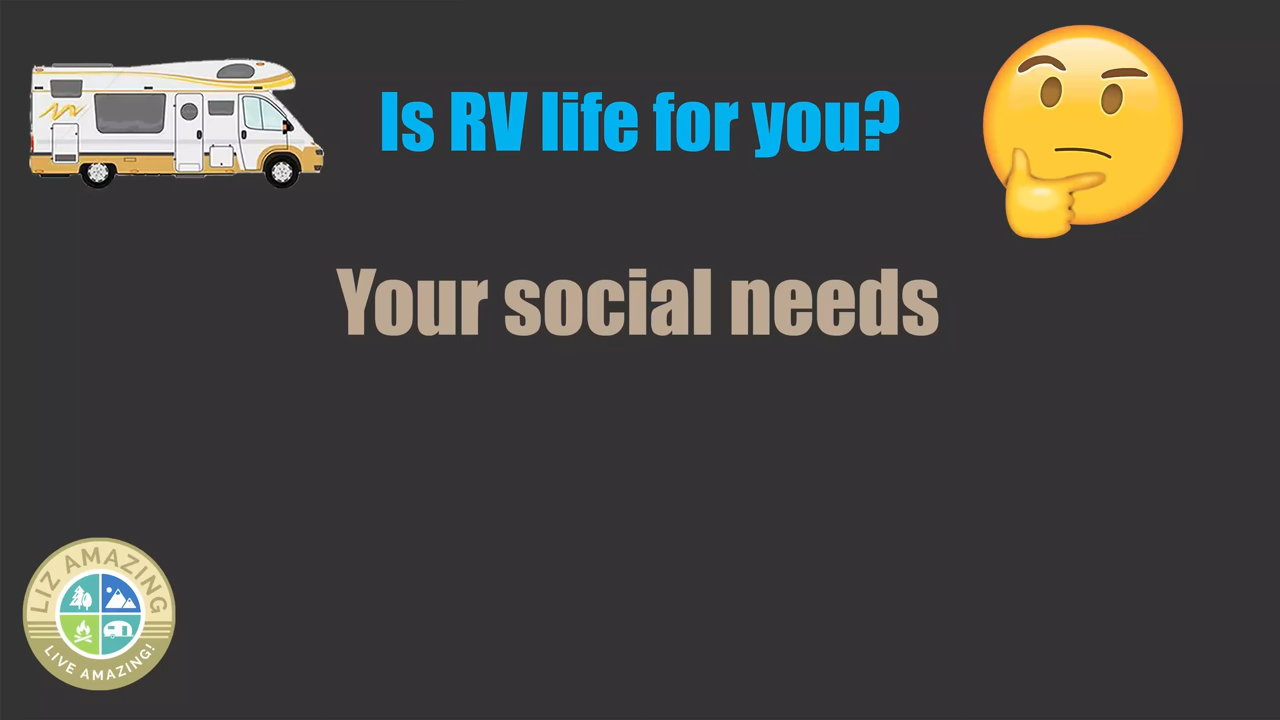 Is RV life for you?
Your social needs
LIZ AMAZING
LIVE AMAZING!